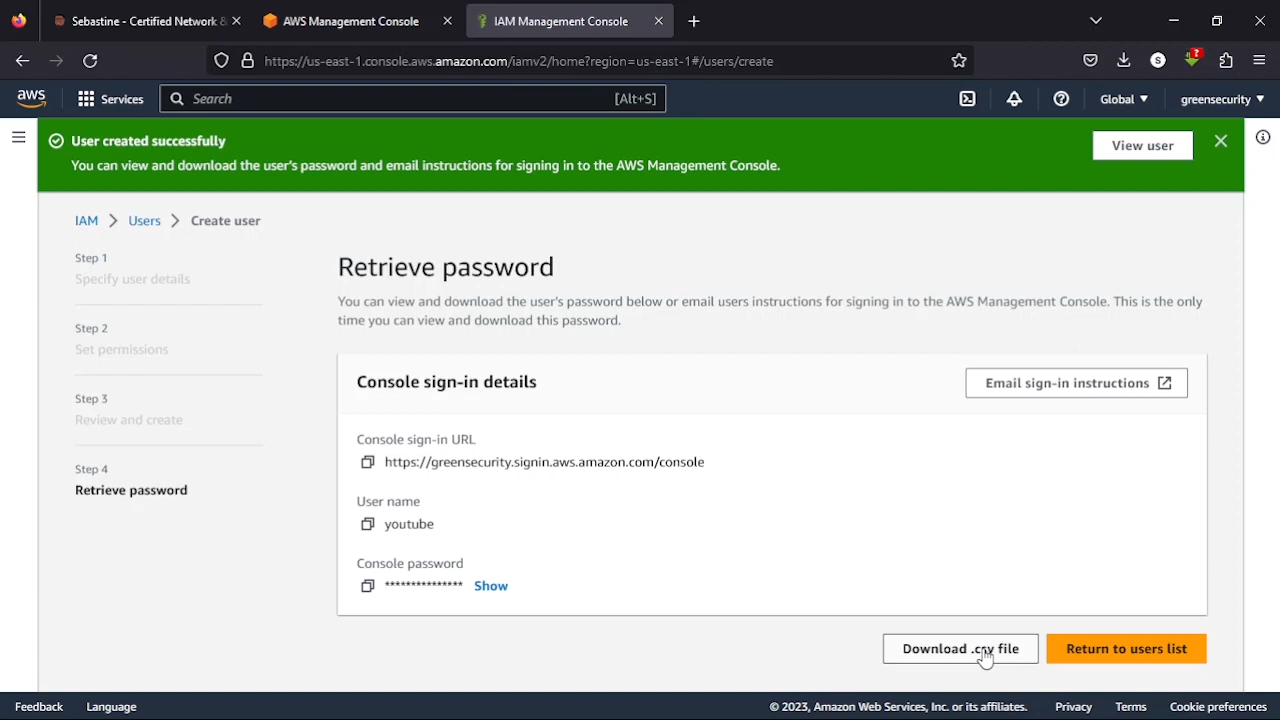 Sebastine - Certified Network &
AWS Management Console
IAM Management Console
https://us-east-1.console.aws.amazon.com/iamv2/home?region=us-east-1#/users/create
S
?
aws
Services
Search
[Alt+S]
Global
greensecurity
User created successfully
You can view and download the user's password and email instructions for signing in to the AWS Management Console.
View user
IAM > Users > Create user
Step 1
Specify user details
Step 2
Set permissions
Step 3
Review and create
Step 4
Retrieve password
Retrieve password
You can view and download the user's password below or email users instructions for signing in to the AWS Management Console. This is the only
time you can view and download this password.
Console sign-in details
Email sign-in instructions
Console sign-in URL
https://greensecurity.signin.aws.amazon.com/console
User name
youtube
Console password
*************** Show
Download .csv file
Return to users list
Feedback
Language
© 2023, Amazon Web Services, Inc. or its affiliates.
Privacy
Terms
Cookie preferences